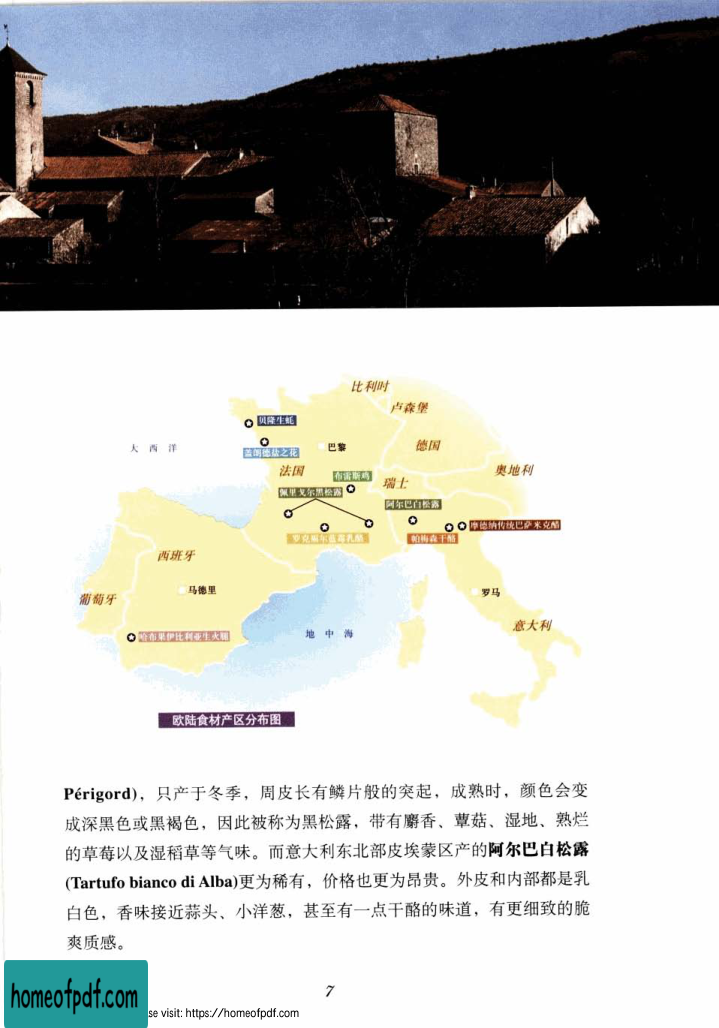 比利时
卢森堡
贝隆生蚝
大 西 洋
盖朗德盐之花
巴黎
德国
法国
布雷斯鸡
瑞士
奥地利
佩里戈尔黑松露
阿尔巴白松露
罗克福尔蓝莓乳酪
帕梅森干酪
摩德纳传统巴萨米克醋
西班牙
马德里
葡萄牙
罗马
哈布果伊比利亚生火腿
地 中 海
意大利
欧陆食材产区分布图
Périgord)，只产于冬季，周皮长有鳞片般的突起，成熟时，颜色会变
成深黑色或黑褐色，因此被称为黑松露，带有麝香、蕈菇、湿地、熟烂
的草莓以及湿稻草等气味。而意大利东北部皮埃蒙区产的阿尔巴白松露
(Tartufo bianco di Alba)更为稀有，价格也更为昂贵。外皮和内部都是乳
白色，香味接近蒜头、小洋葱，甚至有一点干酪的味道，有更细致的脆
爽质感。
7
homeofpdf.com
se visit: https://homeofpdf.com